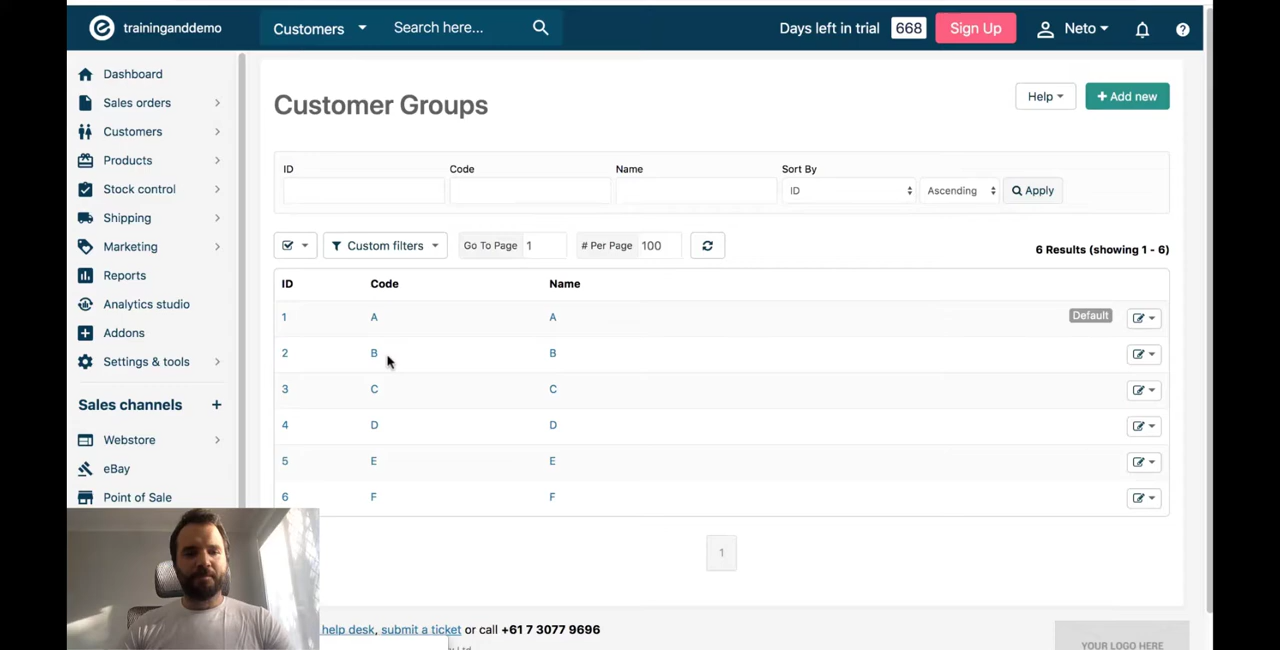 traininganddemo
Customers
Search here...
Days left in trial 668 Sign Up Neto
Dashboard
Sales orders
Customers
Products
Stock control
Shipping
Marketing
Reports
Analytics studio
Addons
Settings & tools
Sales channels +
Webstore
eBay
Point of Sale
Customer Groups
Help
+ Add new
ID Code Name Sort By
ID Ascending Apply
Custom filters Go To Page 1 # Per Page 100
6 Results (showing 1 - 6)
ID Code Name
1 A A Default
2 B B
3 C C
4 D D
5 E E
6 F F
1
help desk, submit a ticket or call +61 7 3077 9696
YOUR LOGO HERE